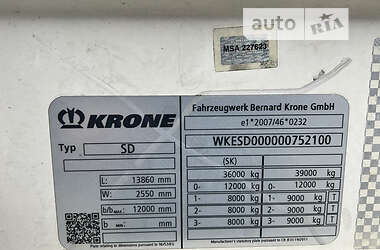 auto RIA
MSA 227623
KRONE
Typ SD
L: 13860 mm
W: 2550 mm
b/b MAX. 12000 mm
Fahrzeugwerk Bernard Krone GmbH
e1*2007/46*0232
WKESD000000752100
(SK)
36000 kg 39000 kg
0- 12000 kg 0- 12000 kg
1- 8000 kg 1- 9000 kg T
2- 8000 kg 2- 9000 kg T
3- 8000 kg 3- 9000 kg T